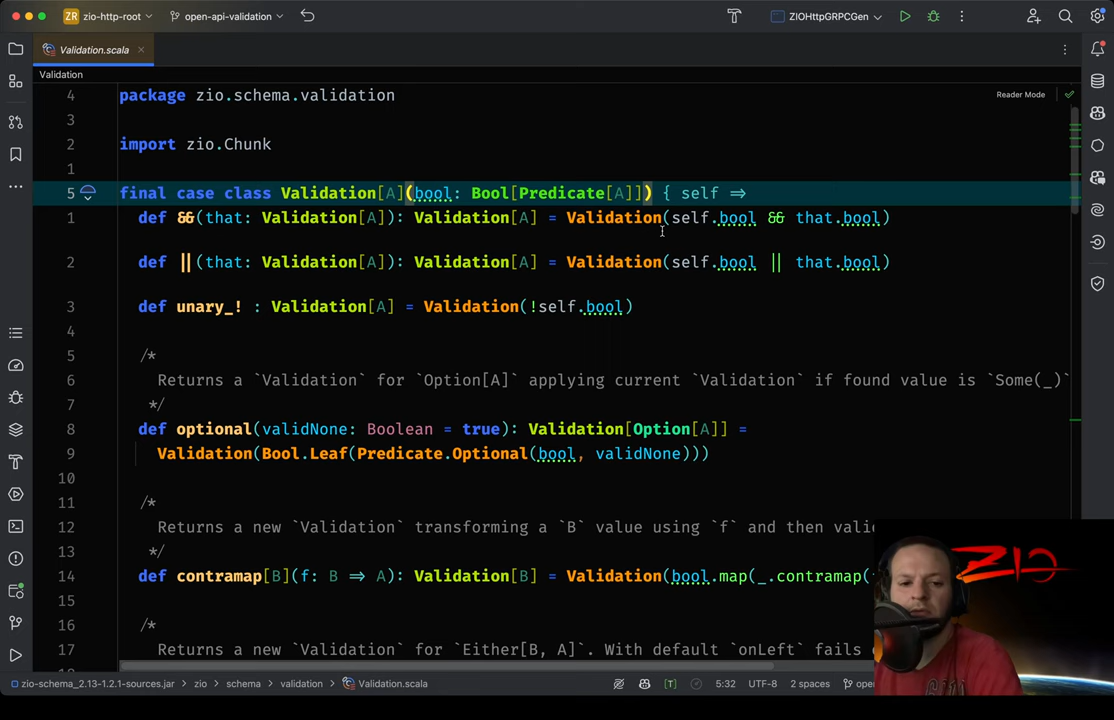 ZR zio-http-root open-api-validation ZIOHttpGRPCGen
Validation.scala
Validation
4 package zio.schema.validation Reader Mode
3
2 import zio.Chunk
1
5 final case class Validation[A](bool: Bool[Predicate[A]]) { self ⇒
1 def &&(that: Validation[A]): Validation[A] = Validation(self.bool && that.bool)
2 def ||(that: Validation[A]): Validation[A] = Validation(self.bool || that.bool)
3 def unary_! : Validation[A] = Validation(!self.bool)
4
5 /*
6 Returns a `Validation` for `Option[A]` applying current `Validation` if found value is `Some(_)`
7 */
8 def optional(validNone: Boolean = true): Validation[Option[A]] =
9 Validation(Bool.Leaf(Predicate.Optional(bool, validNone)))
10
11 /*
12 Returns a new `Validation` transforming a `B` value using `f` and then
13 */
14 def contramap[B](f: B ⇒ A): Validation[B] = Validation(bool.map(_.contramap(
15
16 /*
17 Returns a new `Validation` for `Either[B, A]`. With default `onLeft` fails
ZIO
zio-schema_2.13-1.2.1-sources.jar zio schema validation Validation.scala [T] 5:32 UTF-8 2 spaces